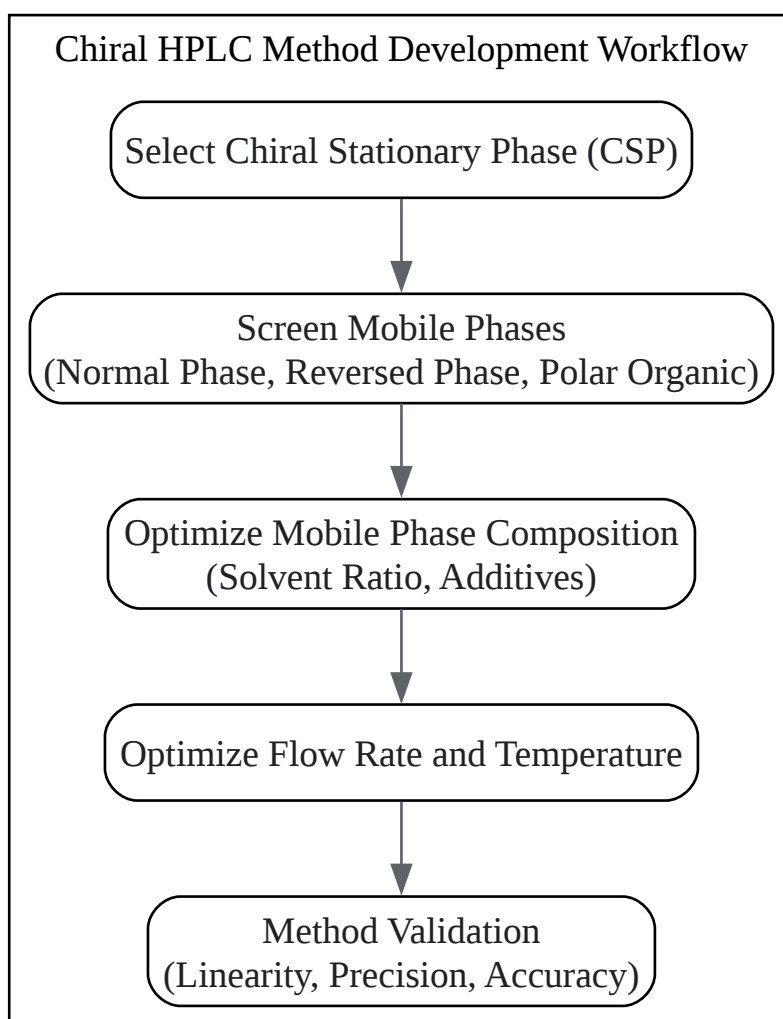 Chiral HPLC Method Development Workflow
Select Chiral Stationary Phase (CSP)
Screen Mobile Phases
(Normal Phase, Reversed Phase, Polar Organic)
Optimize Mobile Phase Composition
(Solvent Ratio, Additives)
Optimize Flow Rate and Temperature
Method Validation
(Linearity, Precision, Accuracy)